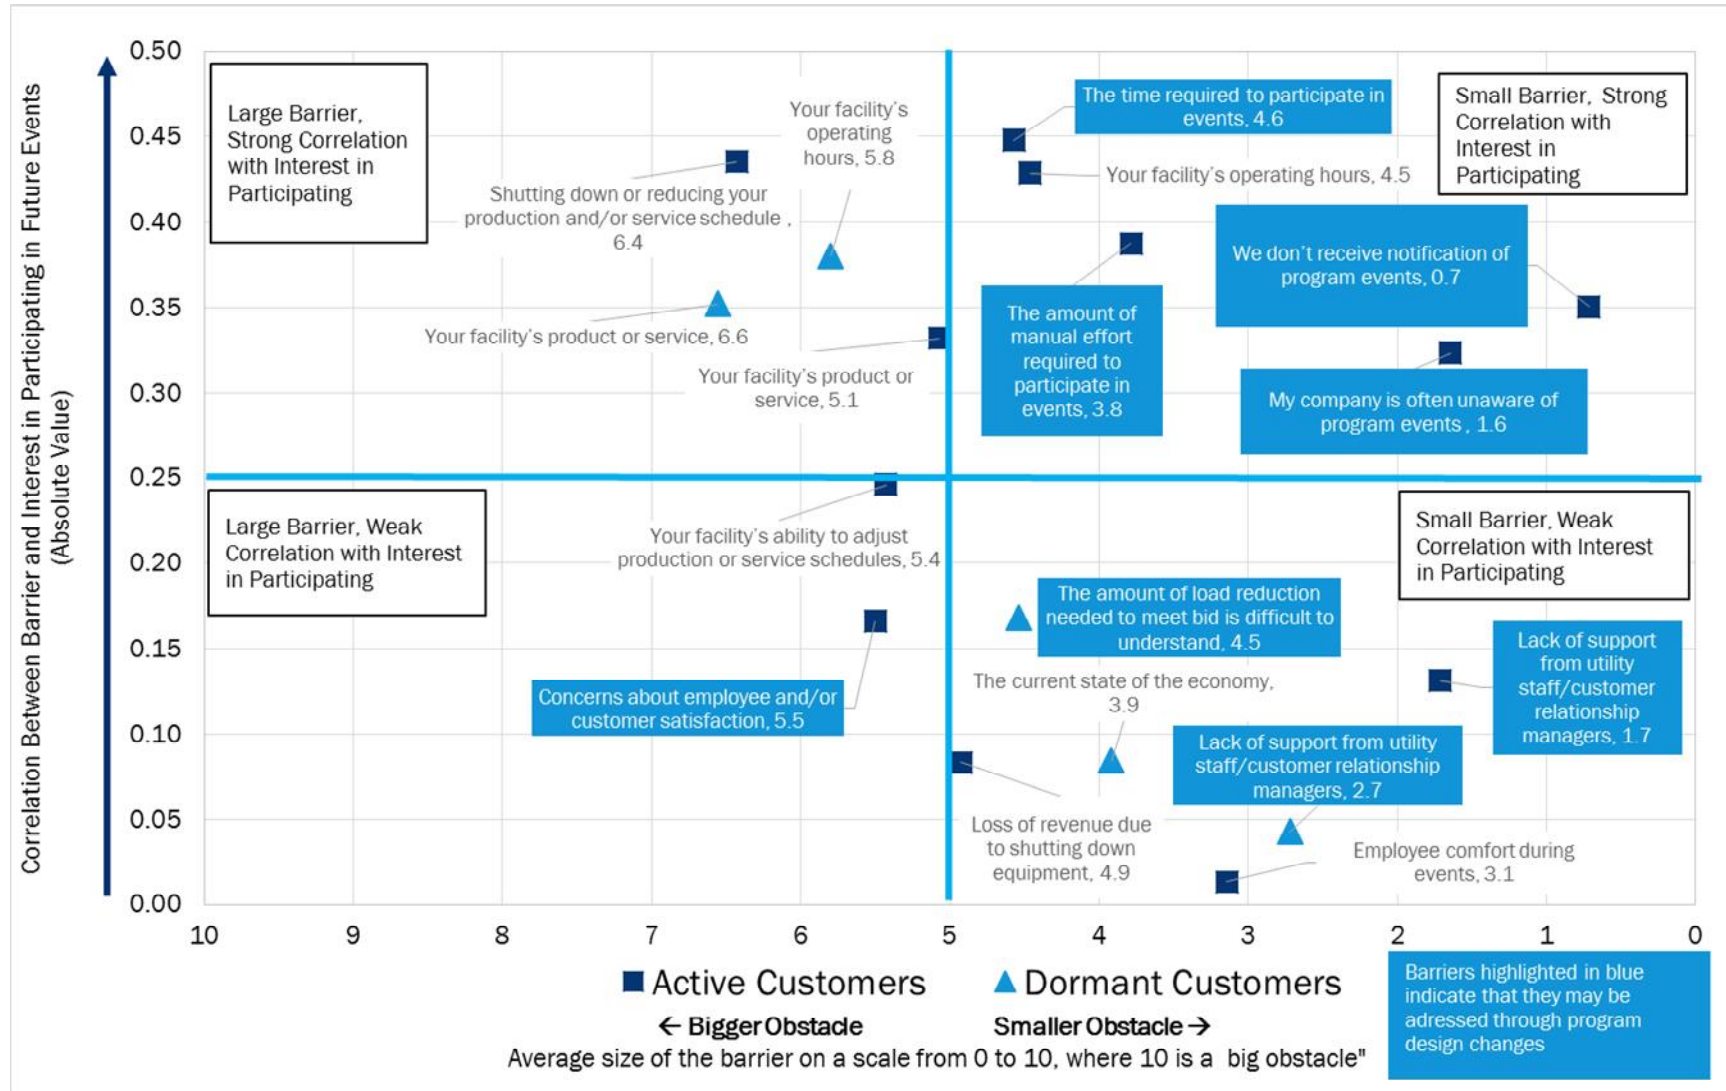 Correlation Between Barrier and Interest in Participating in Future Events
(Absolute Value)
0.50
0.45
0.40
0.35
0.30
0.25
0.20
0.15
0.10
0.05
0.00
Large Barrier,
Strong Correlation
with Interest in
Participating
Your facility's
operating
hours, 5.8
The time required to participate in
events, 4.6
Small Barrier, Strong
Correlation with
Interest in
Participating
Shutting down or reducing your
production and/or service schedule ,
6.4
Your facility's operating hours, 4.5
We don't receive notification of
program events, 0.7
Your facility's product or service, 6.6
The amount of
manual effort
required to
participate in
events, 3.8
Your facility's product or
service, 5.1
My company is often unaware of
program events , 1.6
Large Barrier, Weak
Correlation with Interest
in Participating
Your facility's ability to adjust
production or service schedules, 5.4
Small Barrier, Weak
Correlation with Interest
in Participating
The amount of load reduction
needed to meet bid is difficult to
understand, 4.5
Lack of support
from utility
staff/customer
relationship
managers, 1.7
Concerns about employee and/or
customer satisfaction, 5.5
The current state of the economy,
3.9
Lack of support from utility
staff/customer relationship
managers, 2.7
Loss of revenue due
to shutting down
equipment, 4.9
Employee comfort during
events, 3.1
10 9 8 7 6 5 4 3 2 1 0
Active Customers
Dormant Customers
← Bigger Obstacle
Smaller Obstacle →
Average size of the barrier on a scale from 0 to 10, where 10 is a big obstacle"
Barriers highlighted in blue
indicate that they may be
adressed through program
design changes